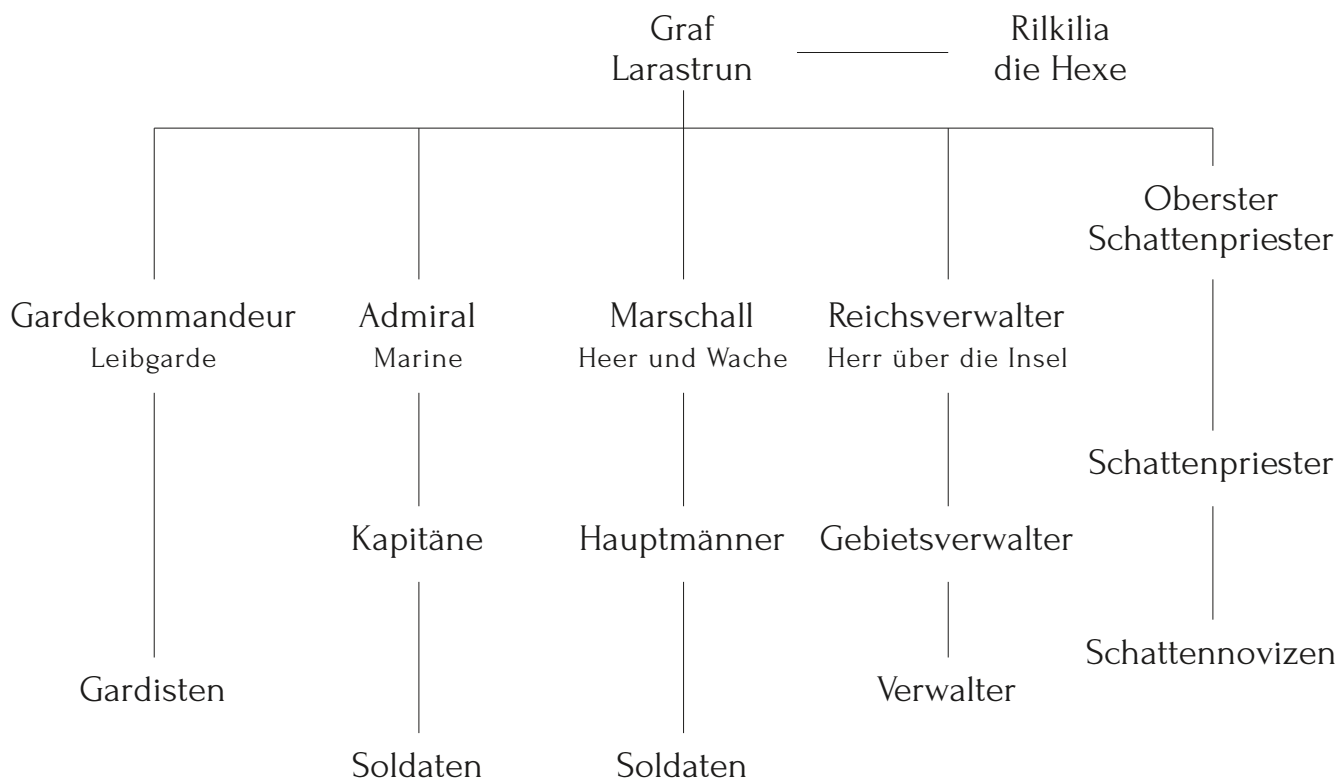 Graf
Larastrun
Rilkilia
die Hexe
Oberster
Schattenpriester
Gardekommandeur
Leibgarde
Admiral
Marine
Marschall
Heer und Wache
Reichsverwalter
Herr über die Insel
Schattenpriester
Kapitäne
Hauptmänner
Gebietsverwalter
Schattennovizen
Gardisten
Verwalter
Soldaten
Soldaten